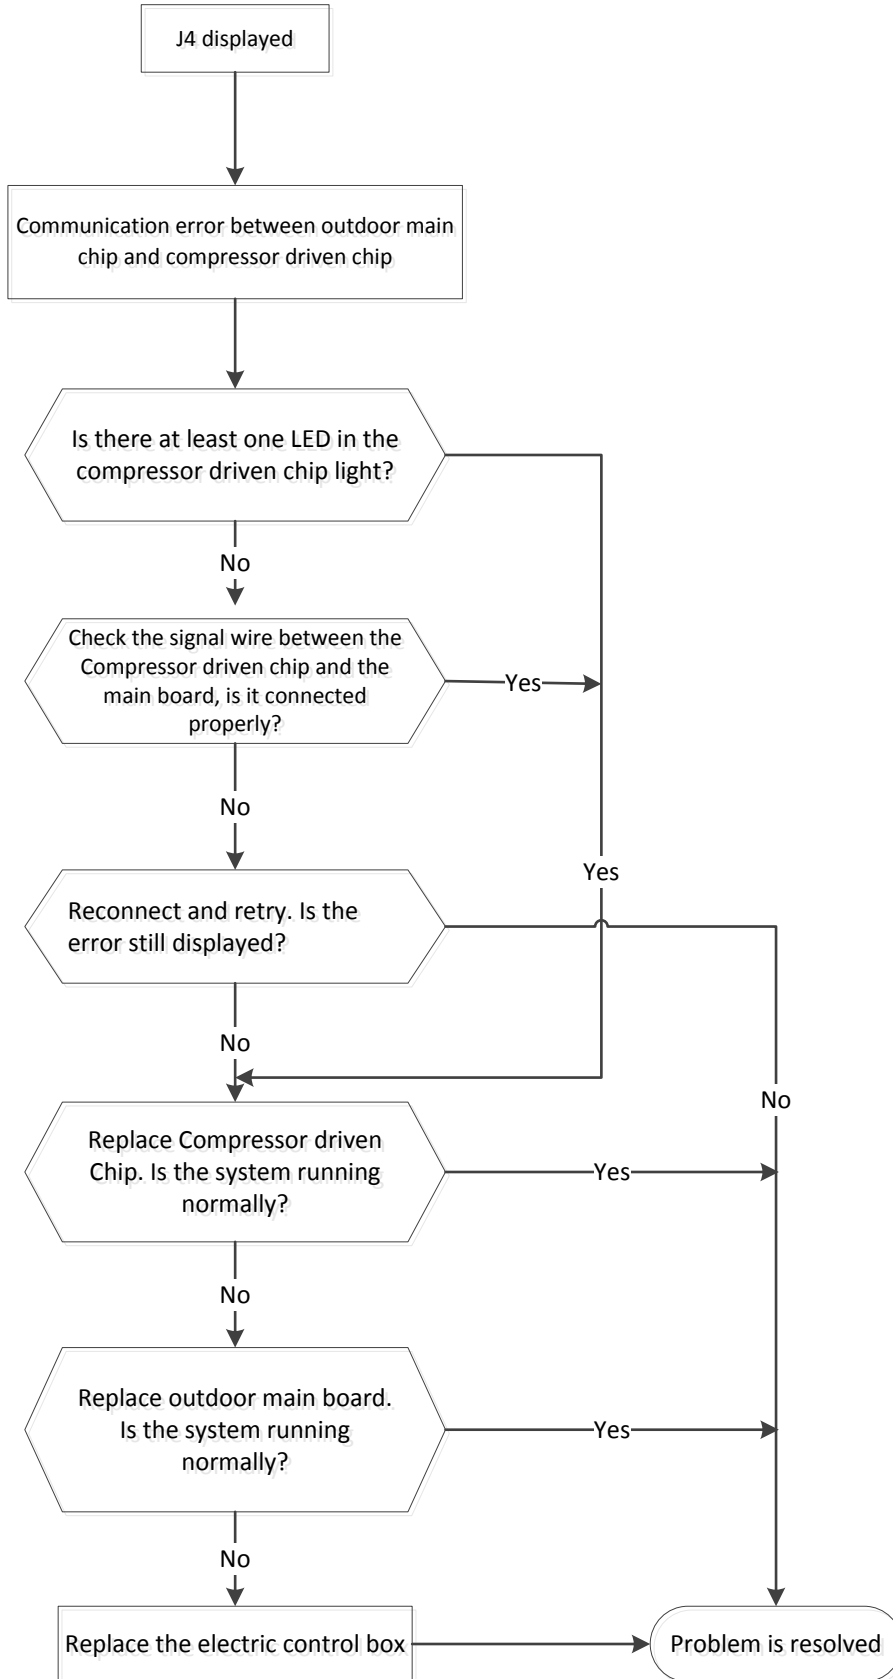 J4 displayed
Communication error between outdoor main
chip and compressor driven chip
Is there at least one LED in the
compressor driven chip light?
No
Check the signal wire between the
Compressor driven chip and the
main board, is it connected
properly?
Yes
No
Yes
Reconnect and retry. Is the
error still displayed?
No
No
Replace Compressor driven
Chip. Is the system running
normally?
Yes
No
Replace outdoor main board.
Is the system running
normally?
Yes
No
Replace the electric control box
Problem is resolved